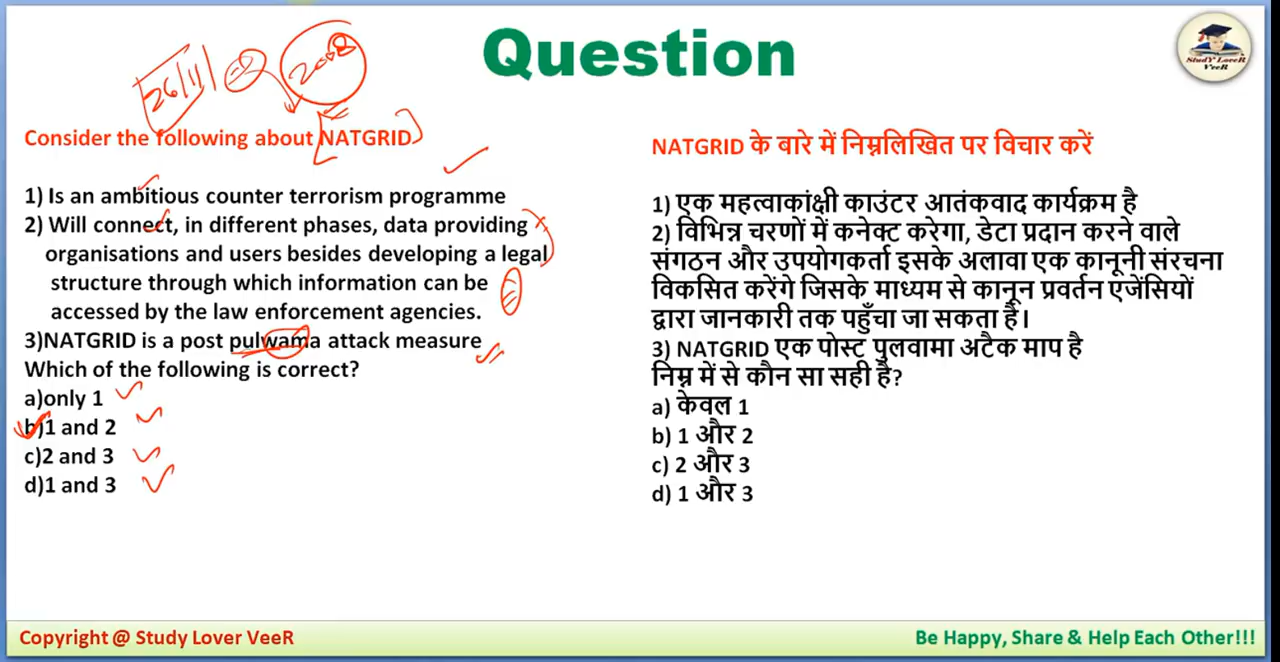 Question
StudY LoveR
VeeR
26/11
2008
Consider the following about NATGRID
1) Is an ambitious counter terrorism programme
2) Will connect, in different phases, data providing
organisations and users besides developing a legal
structure through which information can be
accessed by the law enforcement agencies.
3)NATGRID is a post pulwama attack measure
Which of the following is correct?
a)only 1
b)1 and 2
c)2 and 3
d)1 and 3
NATGRID के बारे में निम्नलिखित पर विचार करें
1) एक महत्वाकांक्षी काउंटर आतंकवाद कार्यक्रम है
2) विभिन्न चरणों में कनेक्ट करेगा, डेटा प्रदान करने वाले
संगठन और उपयोगकर्ता इसके अलावा एक कानूनी संरचना
विकसित करेंगे जिसके माध्यम से कानून प्रवर्तन एजेंसियों
द्वारा जानकारी तक पहुँचा जा सकता है।
3) NATGRID एक पोस्ट पुलवामा अटैक माप है
निम्न में से कौन सा सही है?
a) केवल 1
b) 1 और 2
c) 2 और 3
d) 1 और 3
Copyright @ Study Lover VeeR
Be Happy, Share & Help Each Other!!!